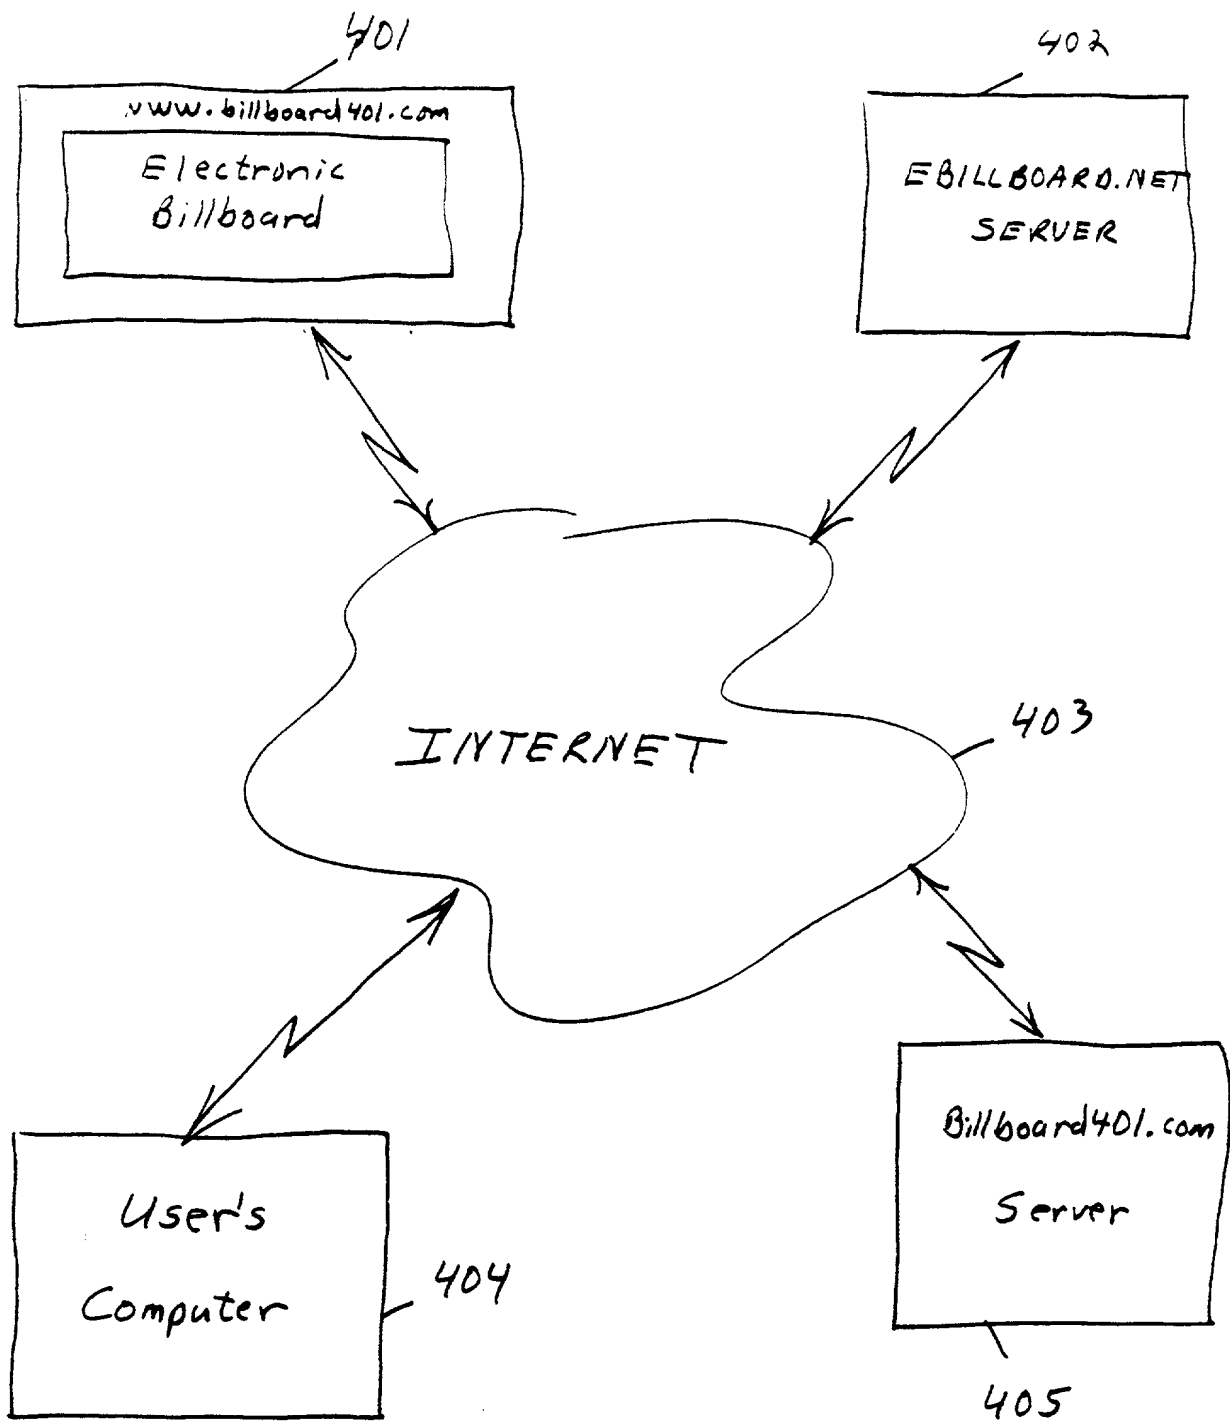 401
www.billboard401.com
Electronic
Billboard
402
EBILLBOARD.NET
SERVER
INTERNET
403
User's
Computer
404
Billboard401.com
Server
405